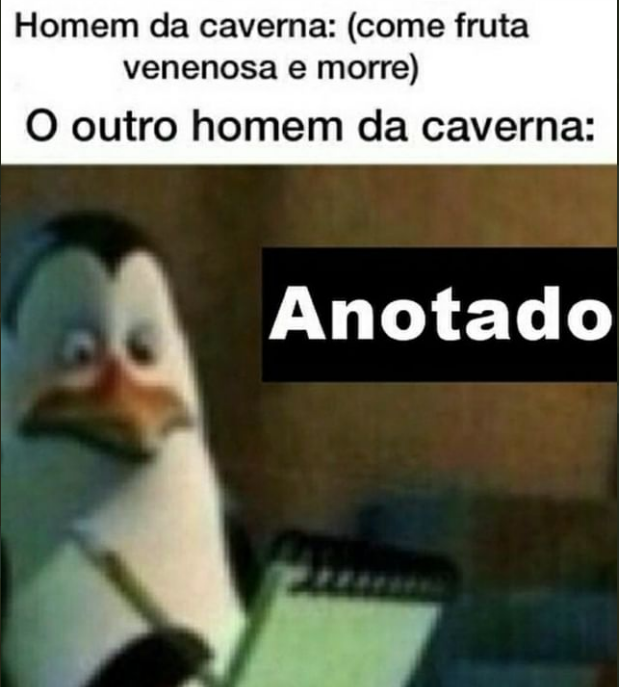 Homem da caverna: (come fruta
venenosa e morre)
O outro homem da caverna:
Anotado